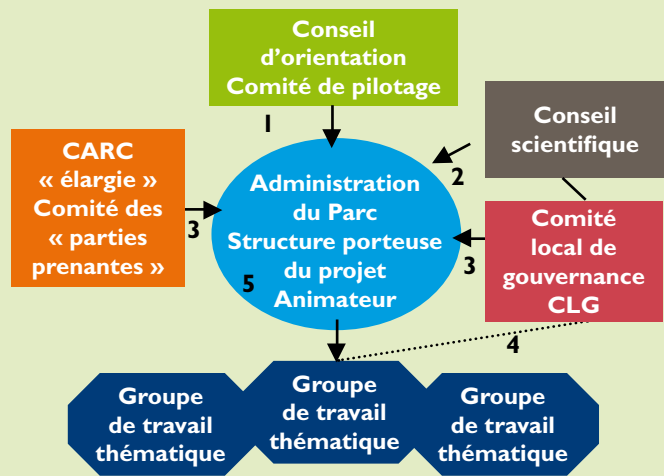 Conseil
d'orientation
Comité de pilotage
1
Conseil
scientifique
2
CARC
« élargie »
Comité des
« parties
prenantes »
3
Administration
du Parc
Structure porteuse
du projet
Animateur
5
Comité
local de
gouvernance
CLG
3
4
Groupe
de travail
thématique
Groupe
de travail
thématique
Groupe
de travail
thématique